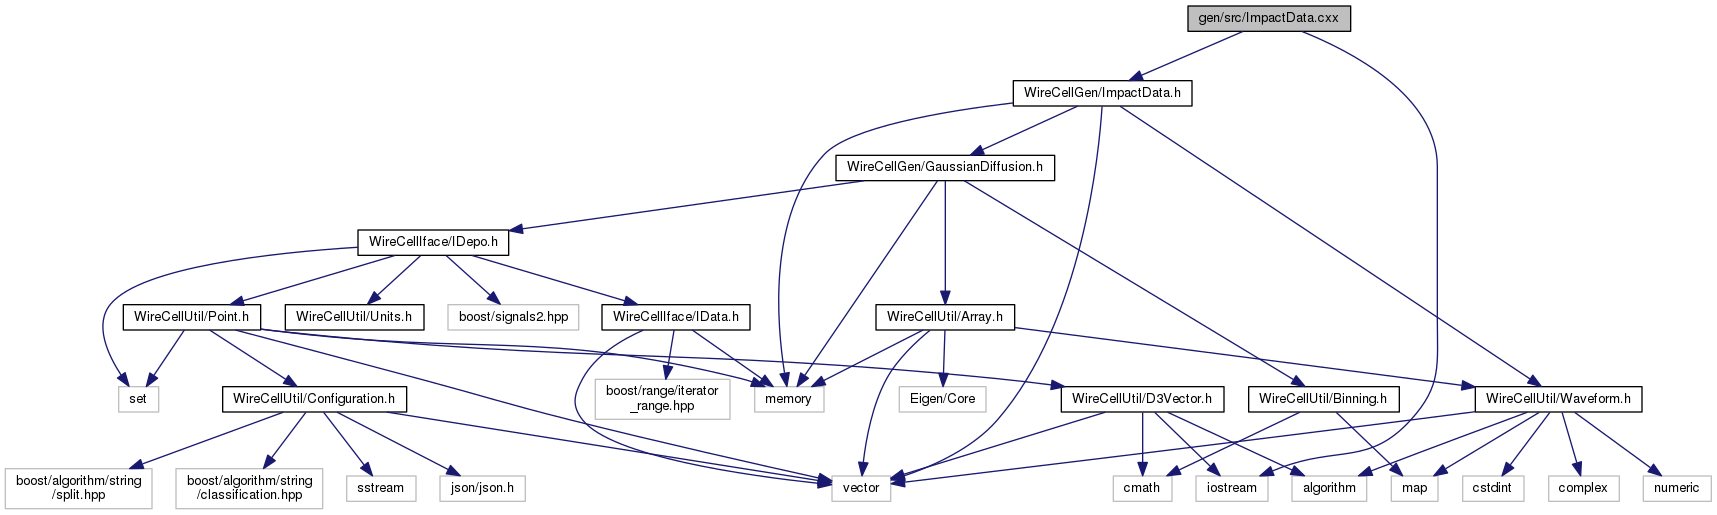 gen/src/ImpactData.cxx
WireCellGen/ImpactData.h
WireCellGen/GaussianDiffusion.h
WireCellIface/IDepo.h
WireCellUtil/Point.h
WireCellUtil/Units.h
boost/signals2.hpp
WireCellIface/IData.h
WireCellUtil/Array.h
set
WireCellUtil/Configuration.h
boost/range/iterator
_range.hpp
memory
Eigen/Core
WireCellUtil/D3Vector.h
WireCellUtil/Binning.h
WireCellUtil/Waveform.h
boost/algorithm/string
/split.hpp
boost/algorithm/string
/classification.hpp
sstream
json/json.h
vector
cmath
iostream
algorithm
map
cstdint
complex
numeric